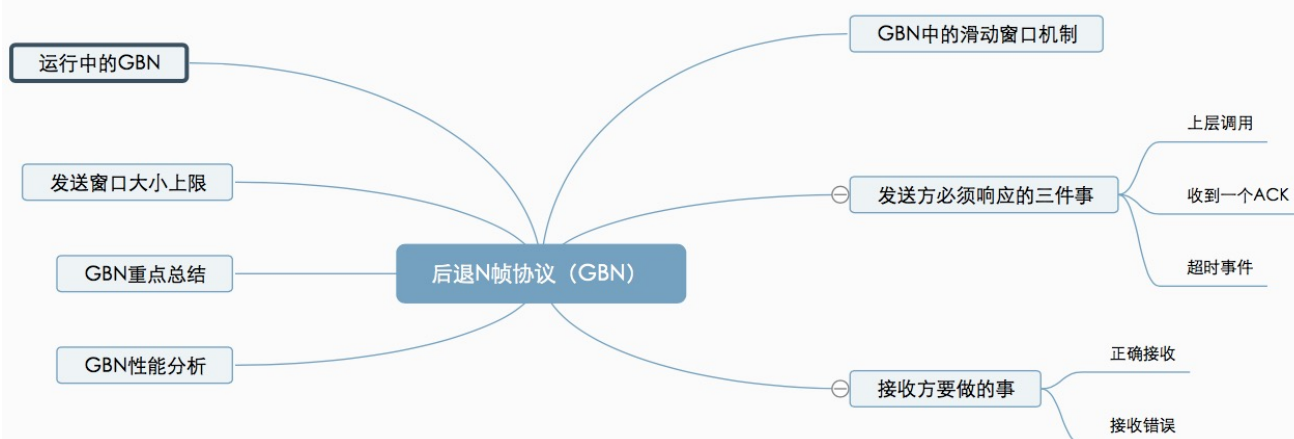 后退N帧协议（GBN）
GBN中的滑动窗口机制
发送方必须响应的三件事
上层调用
收到一个ACK
超时事件
接收方要做的事
正确接收
接收错误
运行中的GBN
发送窗口大小上限
GBN重点总结
GBN性能分析